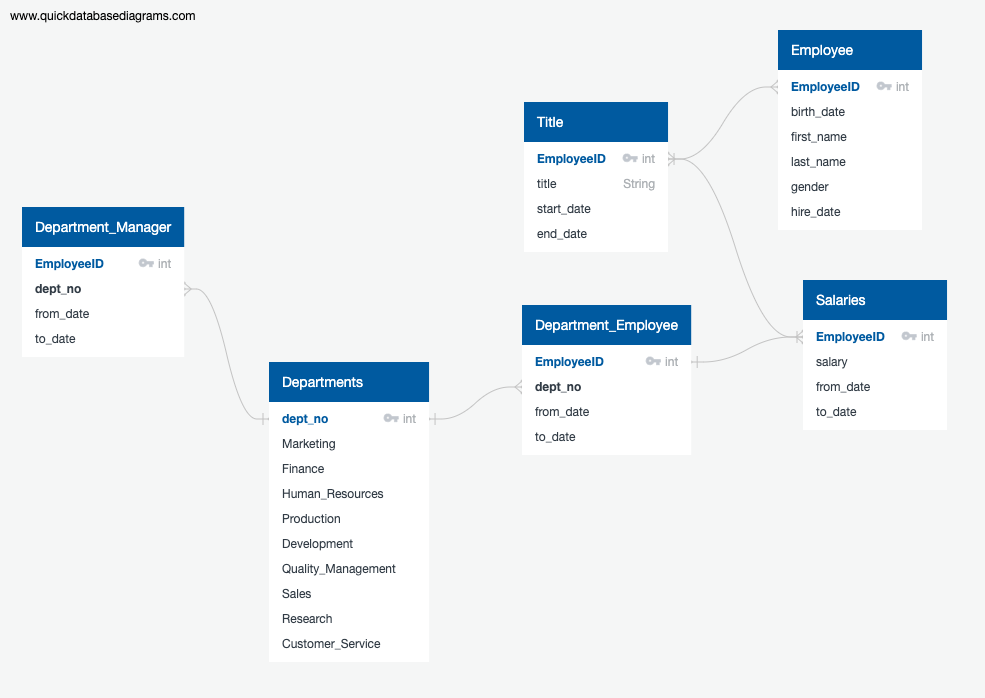 www.quickdatabasediagrams.com
Employee
EmployeeID int
birth_date
first_name
last_name
gender
hire_date
Title
EmployeeID int
title String
start_date
end_date
Department_Manager
EmployeeID int
dept_no
from_date
to_date
Salaries
EmployeeID int
salary
from_date
to_date
Department_Employee
EmployeeID int
dept_no
from_date
to_date
Departments
dept_no int
Marketing
Finance
Human_Resources
Production
Development
Quality_Management
Sales
Research
Customer_Service